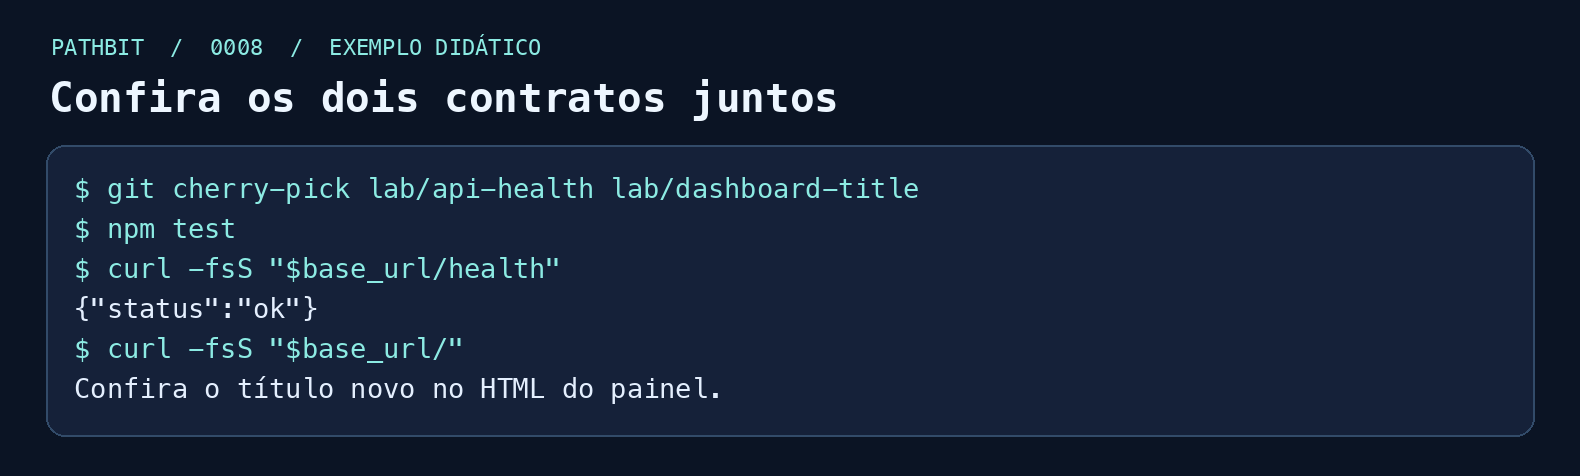 PATHBIT / 0008 / EXEMPLO DIDÁTICO
Confira os dois contratos juntos
$ git cherry-pick lab/api-health lab/dashboard-title
$ npm test
$ curl -fsS "$base_url/health"
{"status":"ok"}
$ curl -fsS "$base_url/"
Confira o título novo no HTML do painel.